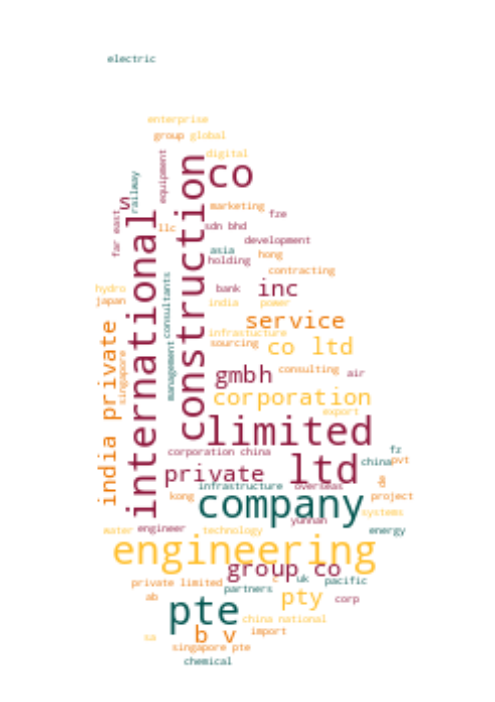 electric
enterprise
group global
digital
construction
co
equipment
railway
s
international
far east
marketing
fze
llc
sdn bhd
development
asia
holding
hong
contracting
consultants
hydro
japan
bank
inc
india
power
india private
singapore
management
service
infrastructure
sourcing
co ltd
gmbh
consulting
air
corporation
export
limited
corporation china
fz
china
pvt
private
ltd
infrastructure
overseas
kong
company
project
systems
yunnan
water
engineer
technology
energy
engineering
group co
c
uk
pacific
private limited
partners
ab
pte
pty
corp
china national
b v
import
sa
singapore pte
chemical